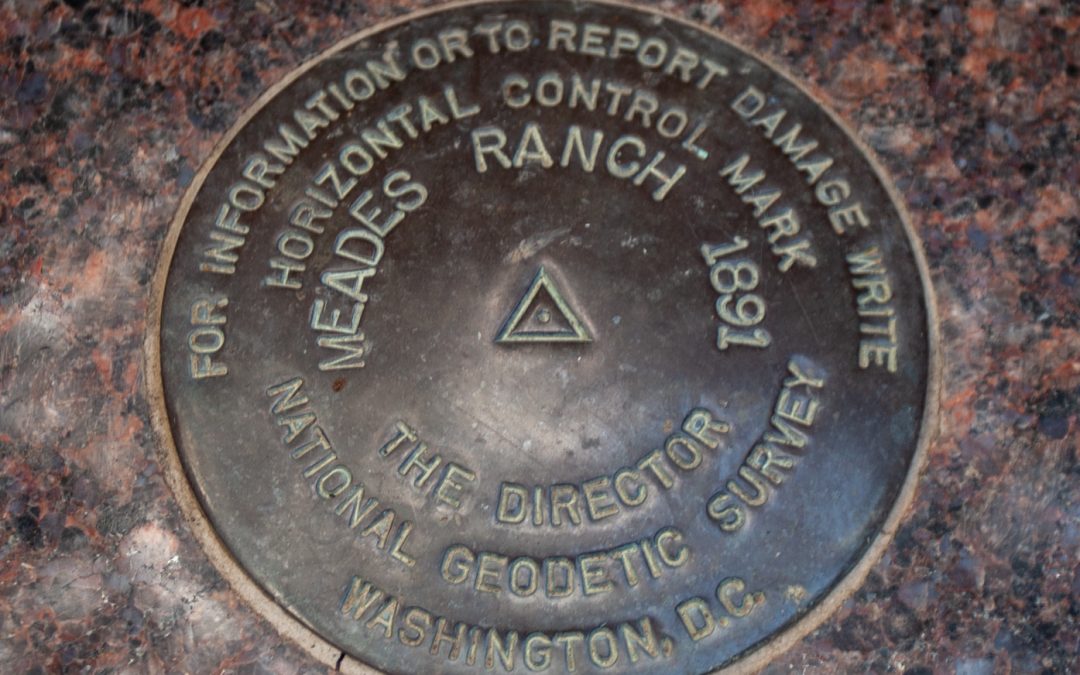 FOR INFORMATION OR TO REPORT DAMAGE WRITE
HORIZONTAL CONTROL MARK
MEADES RANCH 1891
THE DIRECTOR
NATIONAL GEODETIC SURVEY
WASHINGTON, D.C.